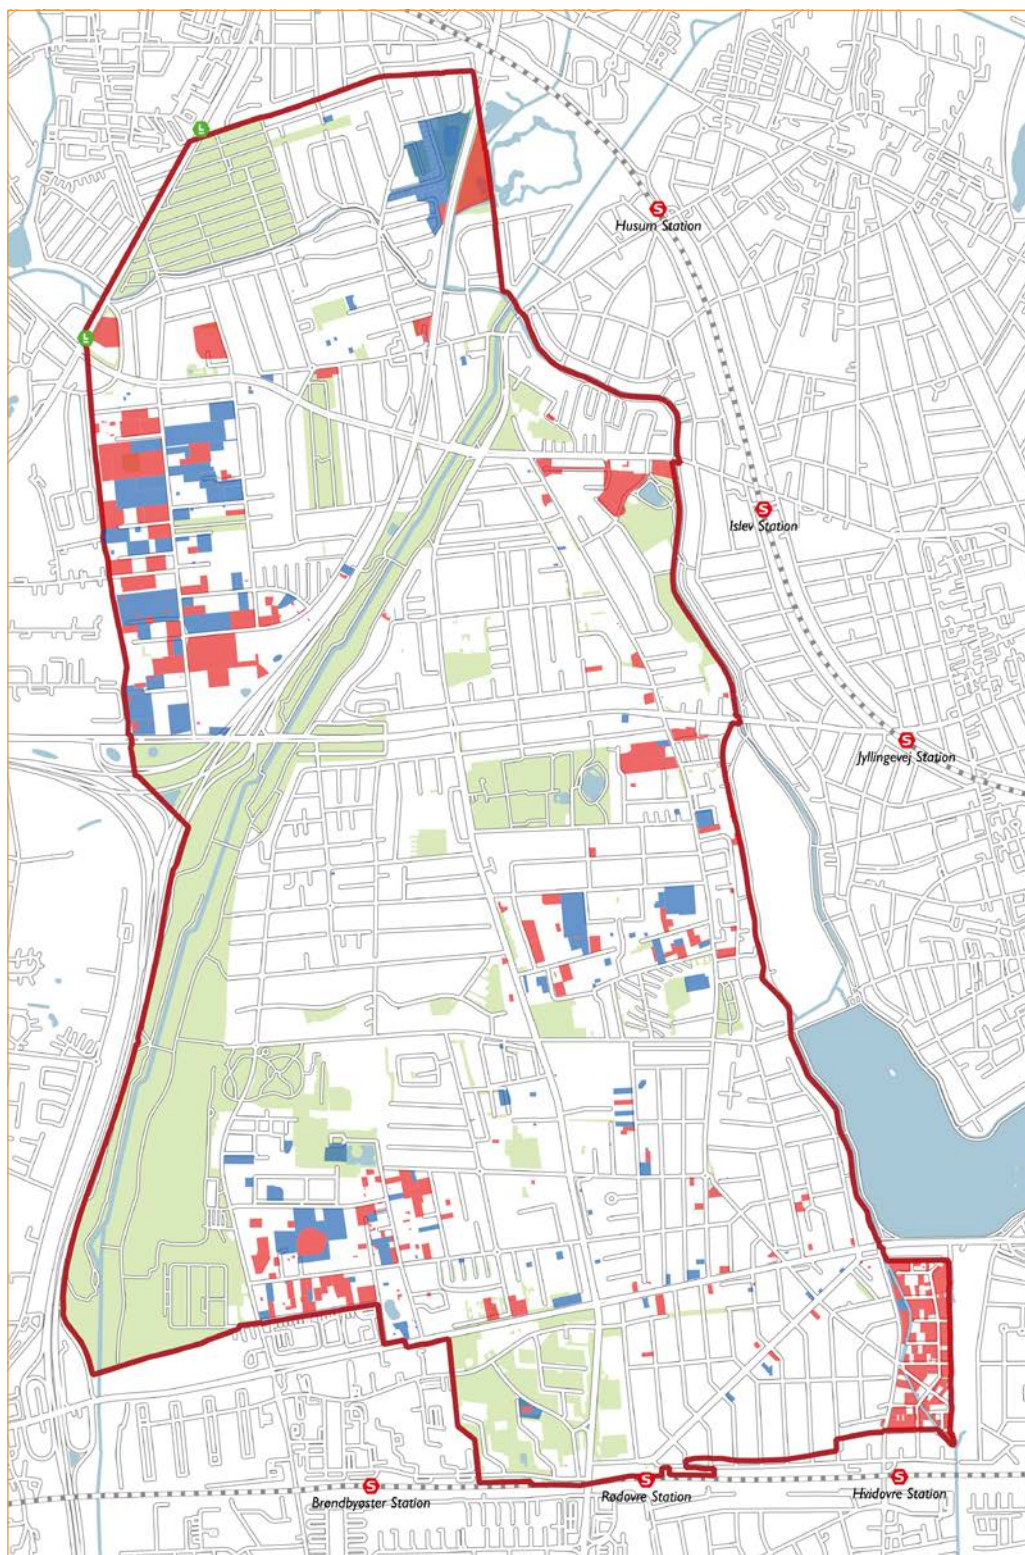 S
Husum Station
S
Islev Station
S
Jyllingevej Station
S
Brøndbyøster Station
S
Rødovre Station
S
Hvidovre Station